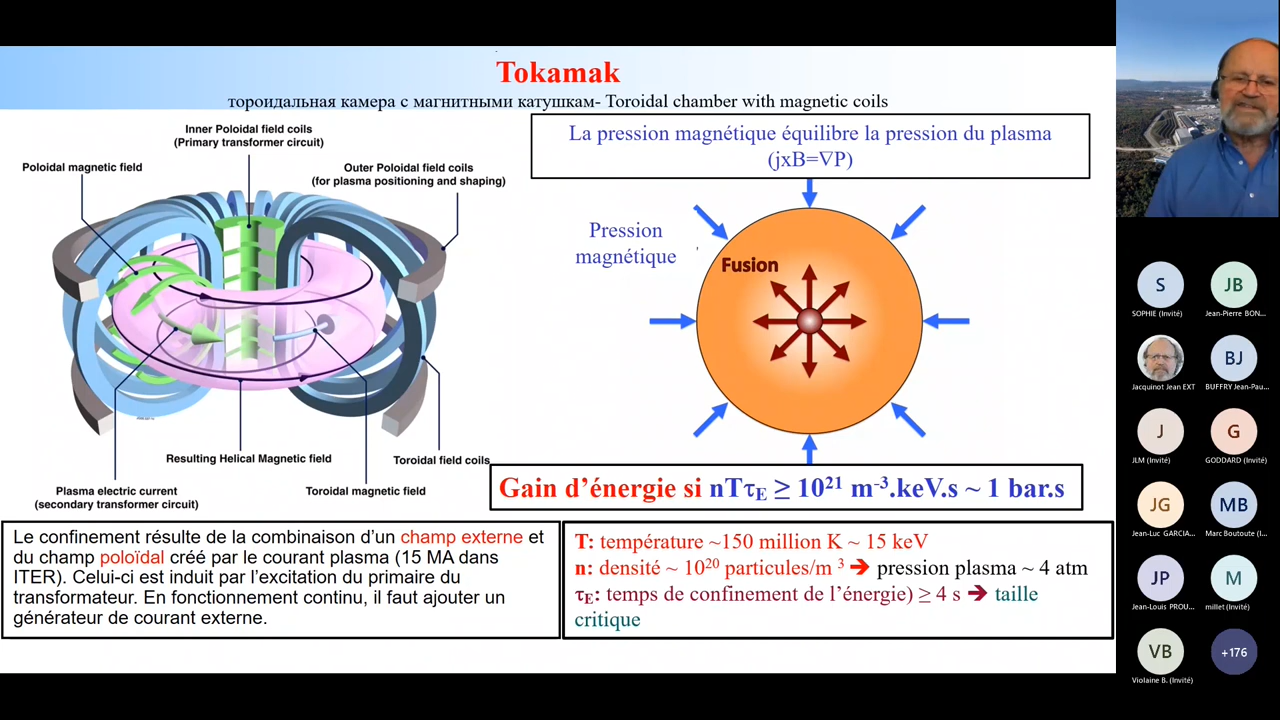 Tokamak
тороидальная камера с магнитными катушкам- Toroidal chamber with magnetic coils
Inner Poloidal field coils
(Primary transformer circuit)
Poloidal magnetic field
Outer Poloidal field coils
(for plasma positioning and shaping)
Resulting Helical Magnetic field
Toroidal field coils
Plasma electric current
(secondary transformer circuit)
Toroidal magnetic field
La pression magnétique équilibre la pression du plasma
(jxB=∇P)
Pression
magnétique
Fusion
Gain d’énergie si nTτE ≥ 10²¹ m⁻³.keV.s ~ 1 bar.s
Le confinement résulte de la combinaison d’un champ externe et
du champ poloïdal créé par le courant plasma (15 MA dans
ITER). Celui-ci est induit par l’excitation du primaire du
transformateur. En fonctionnement continu, il faut ajouter un
générateur de courant externe.
T: température ~150 million K ~ 15 keV
n: densité ~ 10²⁰ particules/m ³ ➔ pression plasma ~ 4 atm
τE: temps de confinement de l’énergie) ≥ 4 s ➔ taille
critique
S
JB
SOPHIE (Invité)
Jean-Pierre BON...
BJ
Jacquinot Jean EXT
BUFFRY Jean-Pau...
J
G
JLM (Invité)
GODDARD (Invité)
JG
MB
Jean-Luc GARCIA...
Marc Boutoute (I...
JP
M
Jean-Louis PROU...
millet (Invité)
VB
+176
Violaine B. (Invité)